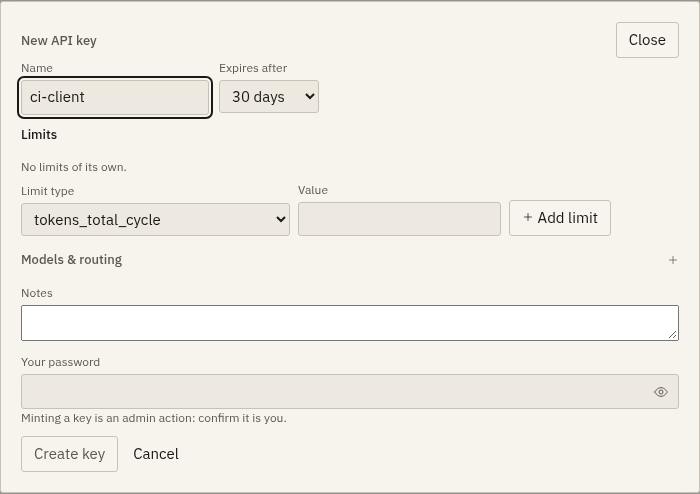 New API key
Close
Name
Expires after
ci-client
30 days
Limits
No limits of its own.
Limit type
Value
tokens_total_cycle
+ Add limit
Models & routing
+
Notes
Your password
Minting a key is an admin action: confirm it is you.
Create key
Cancel